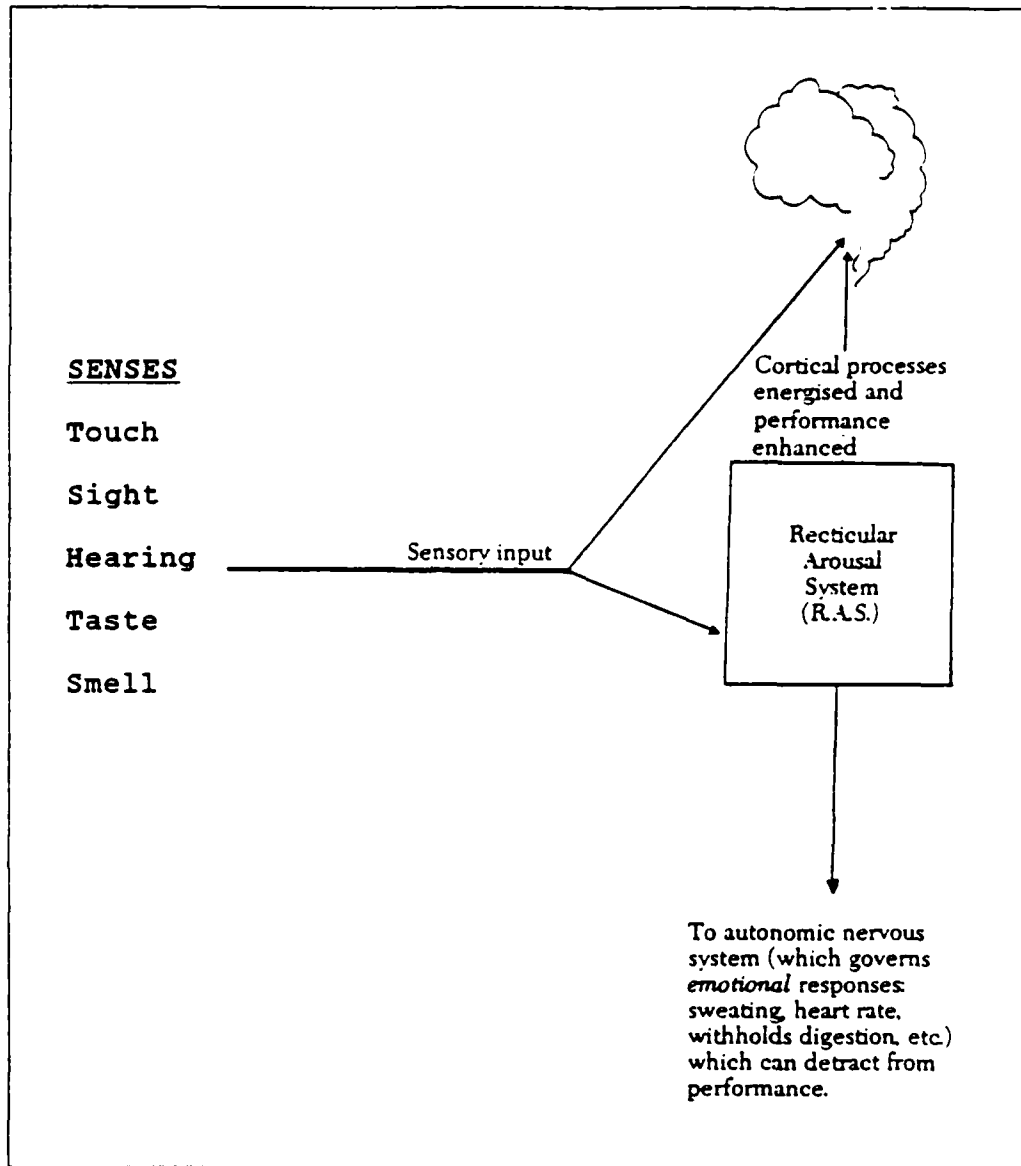 SENSES
Touch
Sight
Hearing
Taste
Smell
Sensory input
Cortical processes
energised and
performance
enhanced
Recticular
Arousal
System
(R.A.S.)
To autonomic nervous
system (which governs
emotional responses:
sweating, heart rate,
withholds digestion, etc.)
which can detract from
performance.